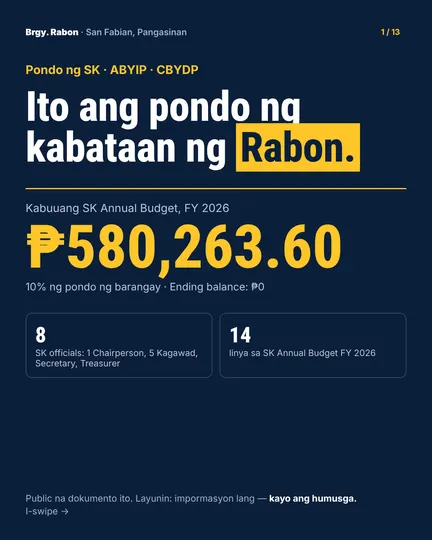 Brgy. Rabon · San Fabian, Pangasinan
1 / 13
Pondo ng SK · ABYIP · CBYDP
Ito ang pondo ng
kabataan ng Rabon.
Kabuuang SK Annual Budget, FY 2026
₱580,263.60
10% ng pondo ng barangay · Ending balance: ₱0
8
SK officials: 1 Chairperson, 5 Kagawad,
Secretary, Treasurer
14
linya sa SK Annual Budget FY 2026
Public na dokumento ito. Layunin: impormasyon lang — kayo ang humusga.
I-swipe →